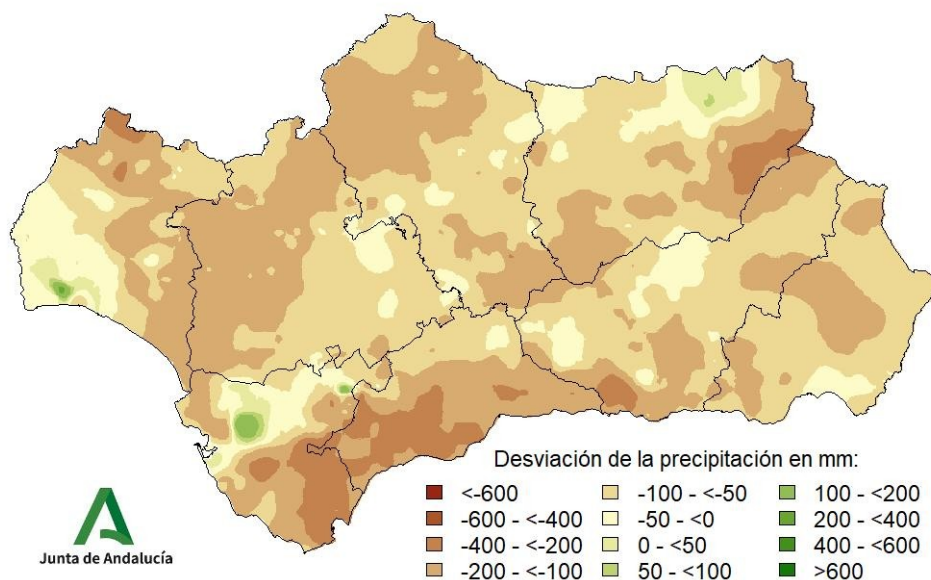 Desviación de la precipitación en mm:
<-600
-600 - <-400
-400 - <-200
-200 - <-100
-100 - <-50
-50 - <0
0 - <50
50 - <100
100 - <200
200 - <400
400 - <600
>600
Junta de Andalucía